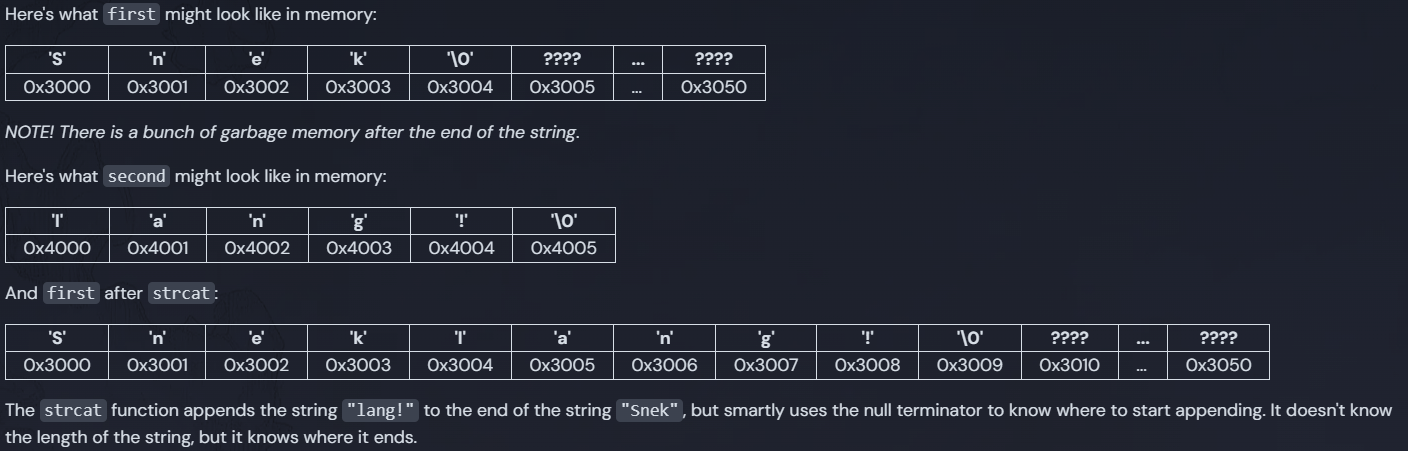 Here's what first might look like in memory:
'S' 'n' 'e' 'k' '\0' ???? ... ????
0x3000 0x3001 0x3002 0x3003 0x3004 0x3005 ... 0x3050
NOTE! There is a bunch of garbage memory after the end of the string.
Here's what second might look like in memory:
'l' 'a' 'n' 'g' '!' '\0'
0x4000 0x4001 0x4002 0x4003 0x4004 0x4005
And first after strcat:
'S' 'n' 'e' 'k' 'l' 'a' 'n' 'g' '!' '\0' ???? ... ????
0x3000 0x3001 0x3002 0x3003 0x3004 0x3005 0x3006 0x3007 0x3008 0x3009 0x3010 ... 0x3050
The strcat function appends the string "lang!" to the end of the string "Snek", but smartly uses the null terminator to know where to start appending. It doesn't know
the length of the string, but it knows where it ends.